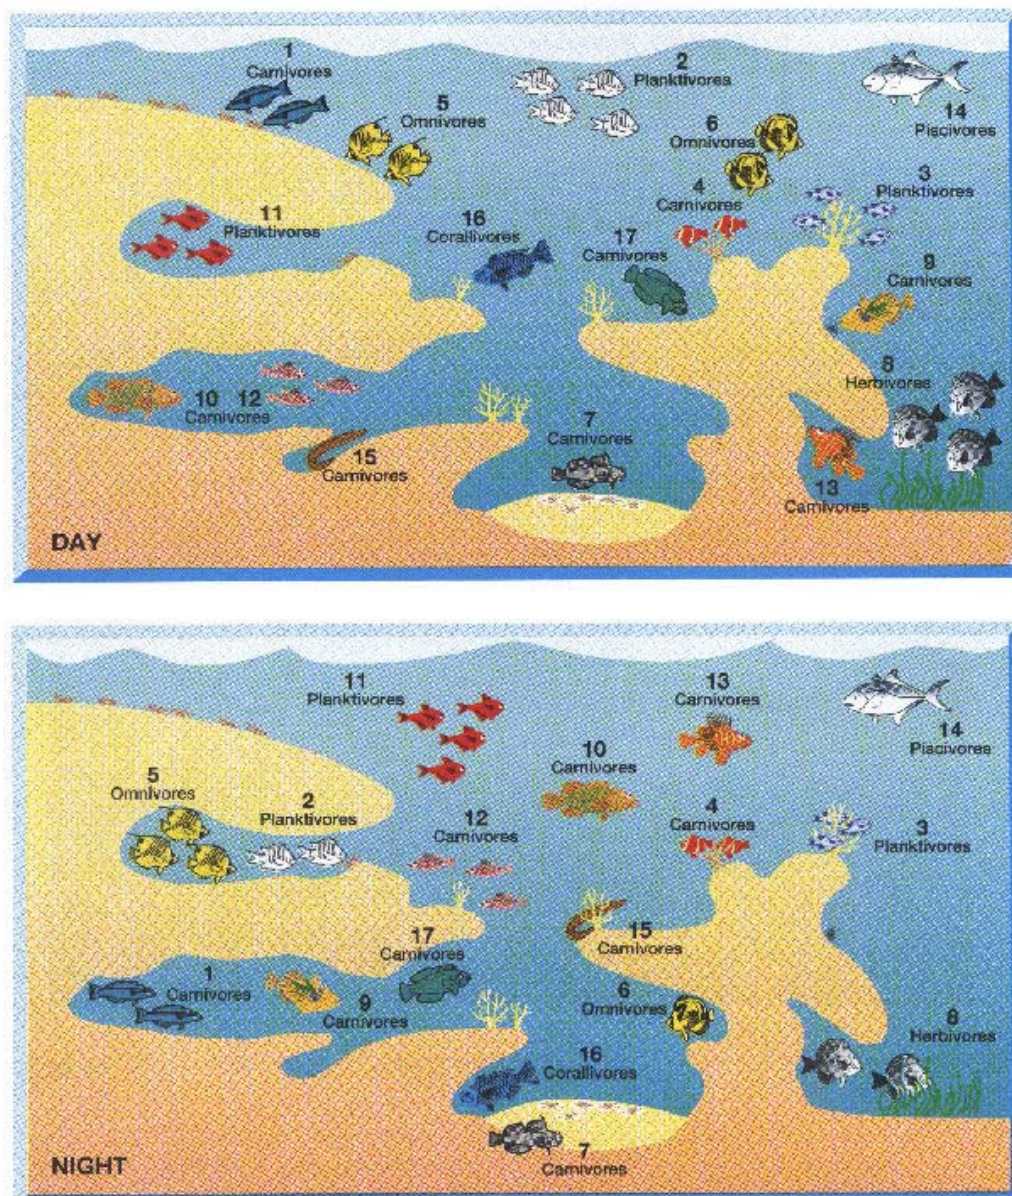 1
Carnivores
2
Planktivores
5
Omnivores
6
Omnivores
14
Piscivores
3
Planktivores
4
Carnivores
11
Planktivores
16
Corallivores
17
Carnivores
9
Carnivores
8
Herbivores
10 12
Carnivores
7
Carnivores
15
Carnivores
13
Carnivores
DAY
11
Planktivores
13
Carnivores
14
Piscivores
10
Carnivores
5
Omnivores
2
Planktivores
12
Carnivores
4
Carnivores
3
Planktivores
15
Carnivores
17
Carnivores
1
Carnivores
9
Carnivores
6
Omnivores
8
Herbivores
16
Corallivores
7
Carnivores
NIGHT